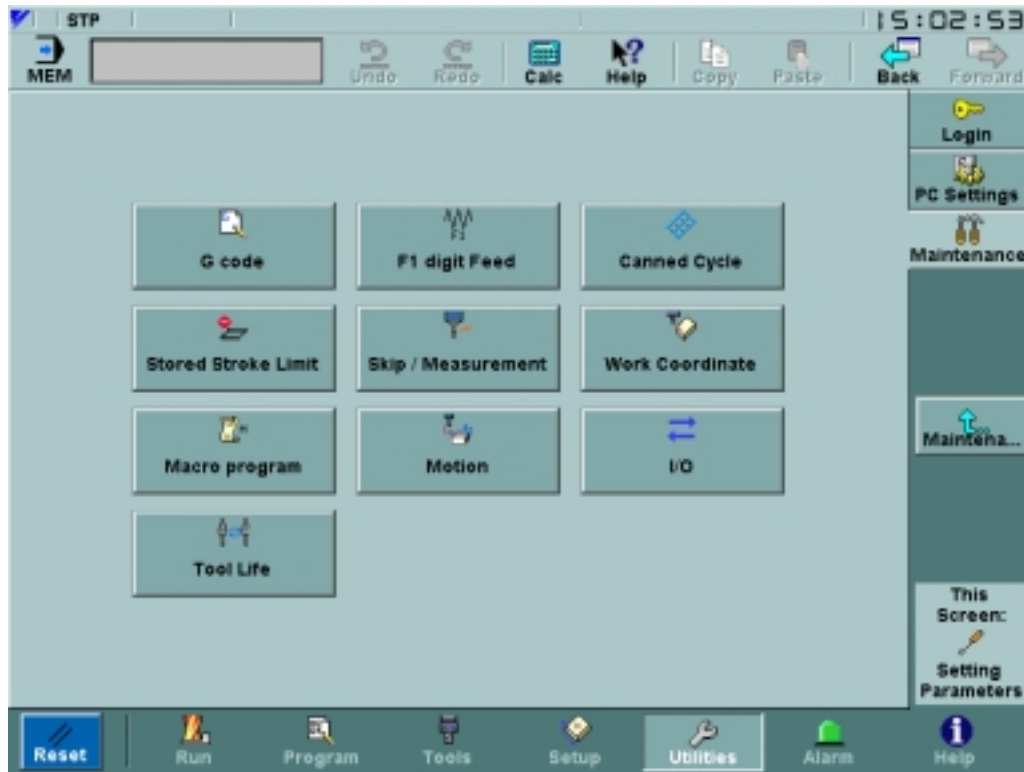 STP
15:02:53
MEM
Undo
Redo
Calc
Help
Copy
Paste
Back
Forward
Login
PC Settings
Maintenance
G code
F1 digit Feed
Canned Cycle
Stored Stroke Limit
Skip / Measurement
Work Coordinate
Macro program
Motion
I/O
Maintena...
Tool Life
This
Screen:
Setting
Parameters
Reset
Run
Program
Tools
Setup
Utilities
Alarm
Help